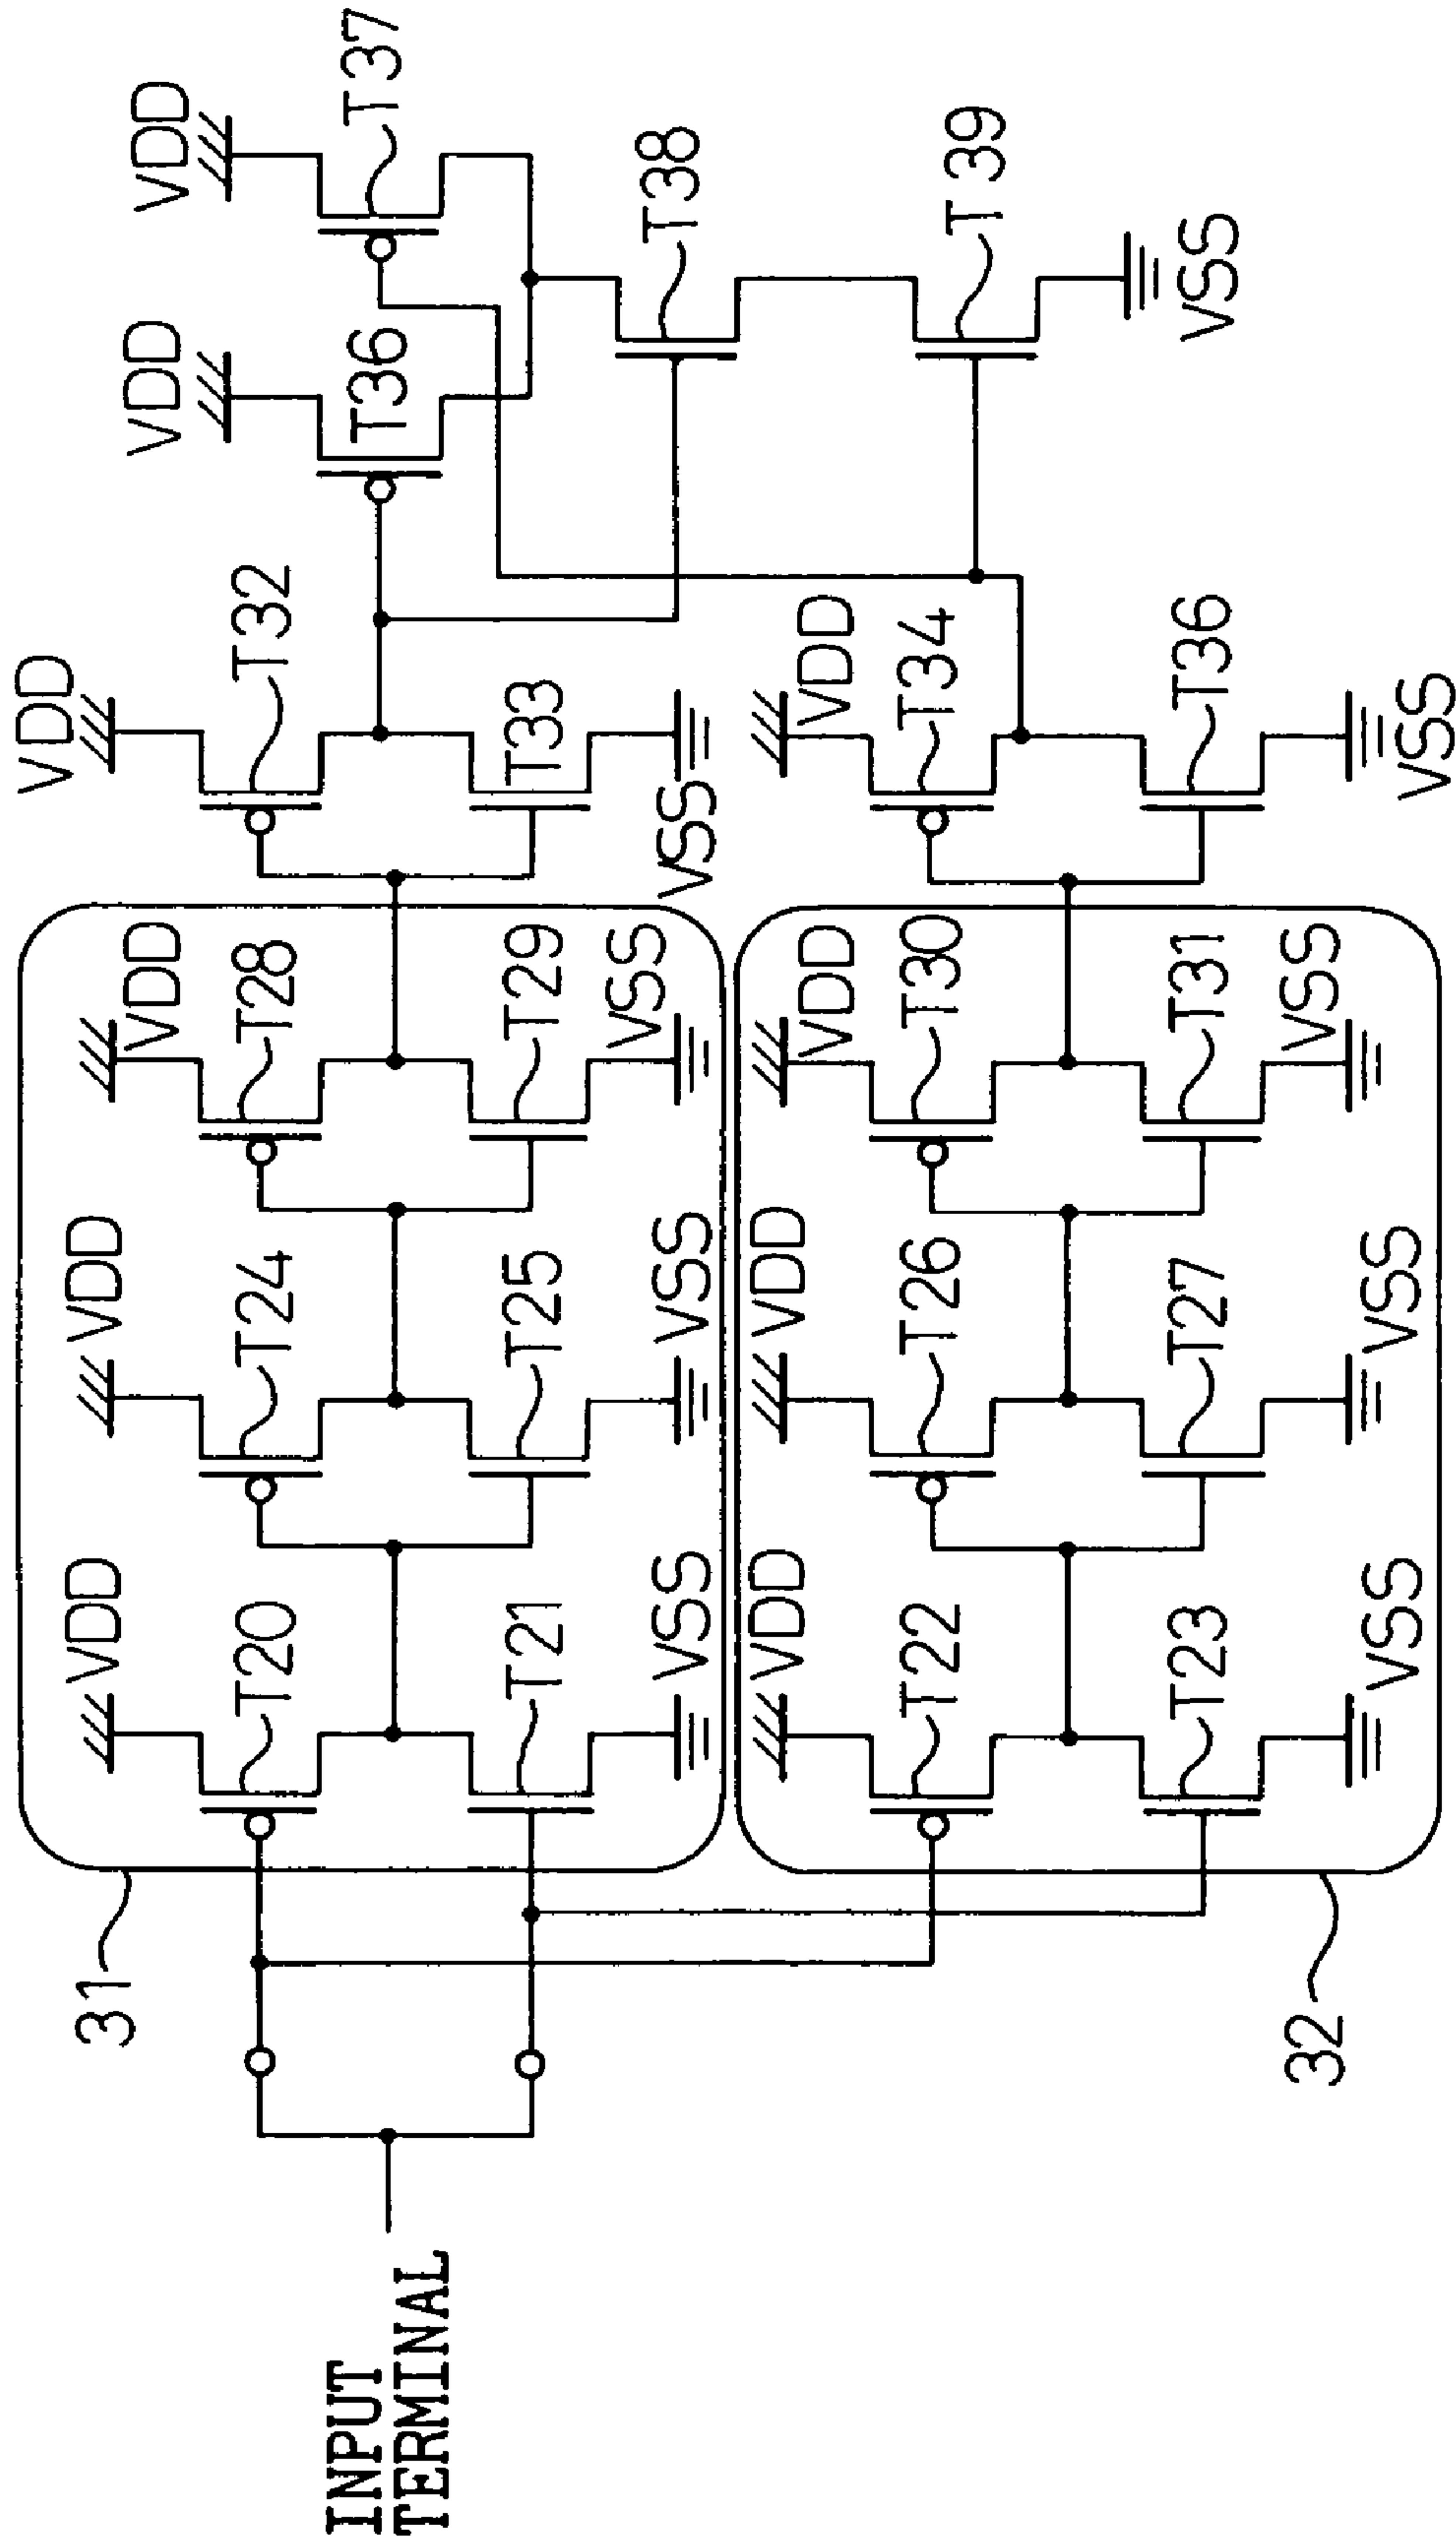 INPUT
TERMINAL
31
VDD
T20
T21
VSS
VDD
T24
T25
VSS
VDD
T28
T29
VSS
VDD
T32
T33
VSS
VDD
T36
VDD
T37
T38
T39
VSS
32
VDD
T22
T23
VSS
VDD
T26
T27
VSS
VDD
T30
T31
VSS
VDD
T34
T36
VSS